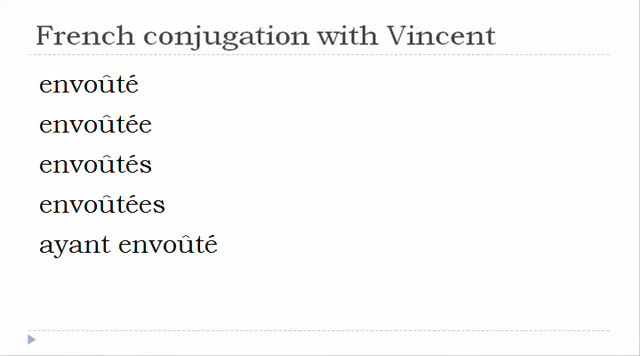 French conjugation with Vincent
envoûté
envoûtée
envoûtés
envoûtées
ayant envoûté